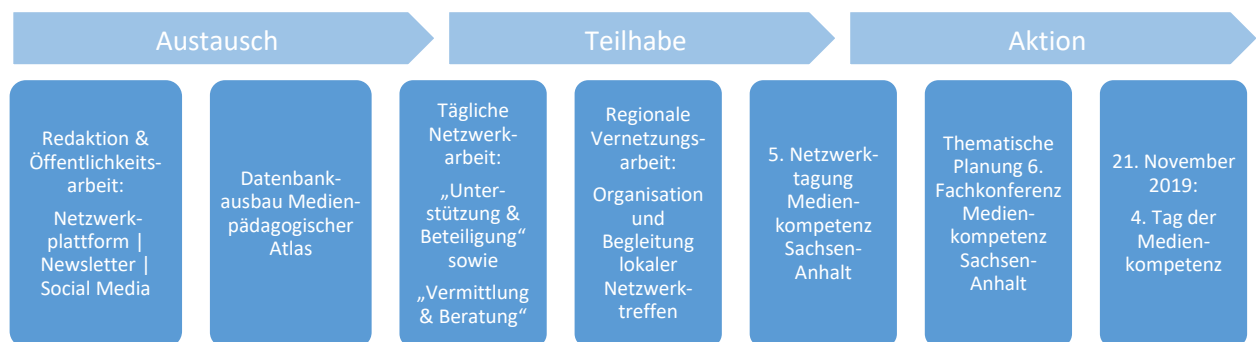 Austausch
Teilhabe
Aktion
Redaktion &
Öffentlichkeits-
arbeit:
Netzwerk-
plattform |
Newsletter |
Social Media
Datenbank-
ausbau Medien-
pädagogischer
Atlas
Tägliche
Netzwerk-
arbeit:
„Unter-
stützung &
Beteiligung“
sowie
„Vermittlung
& Beratung“
Regionale
Vernetzungs-
arbeit:
Organisation
und
Begleitung
lokaler
Netzwerk-
treffen
5. Netzwerk-
tagung
Medien-
kompetenz
Sachsen-
Anhalt
Thematische
Planung 6.
Fachkonferenz
Medien-
kompetenz
Sachsen-
Anhalt
21. November
2019:
4. Tag der
Medien-
kompetenz